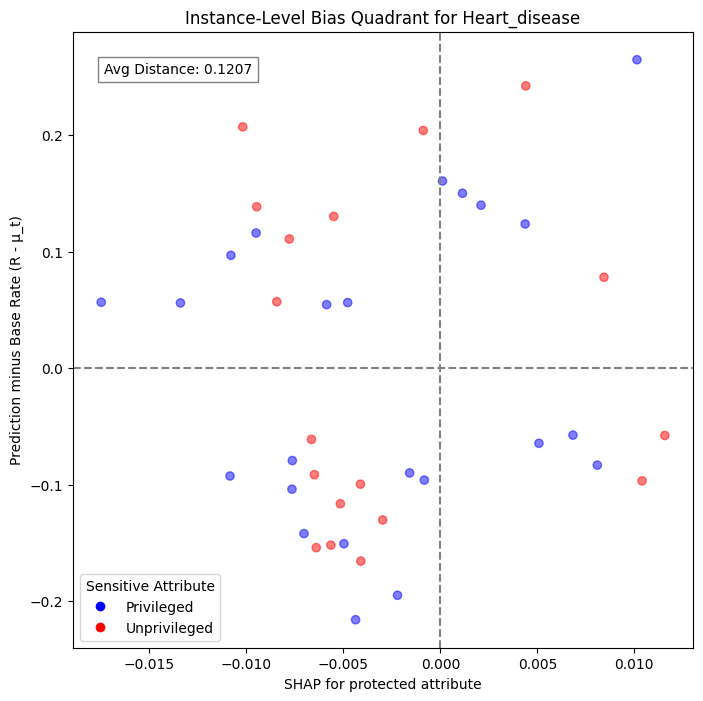 Instance-Level Bias Quadrant for Heart_disease
Avg Distance: 0.1207
Prediction minus Base Rate (R - μ_t)
0.2
0.1
0.0
−0.1
−0.2
Sensitive Attribute
Privileged
Unprivileged
−0.015 −0.010 −0.005 0.000 0.005 0.010
SHAP for protected attribute